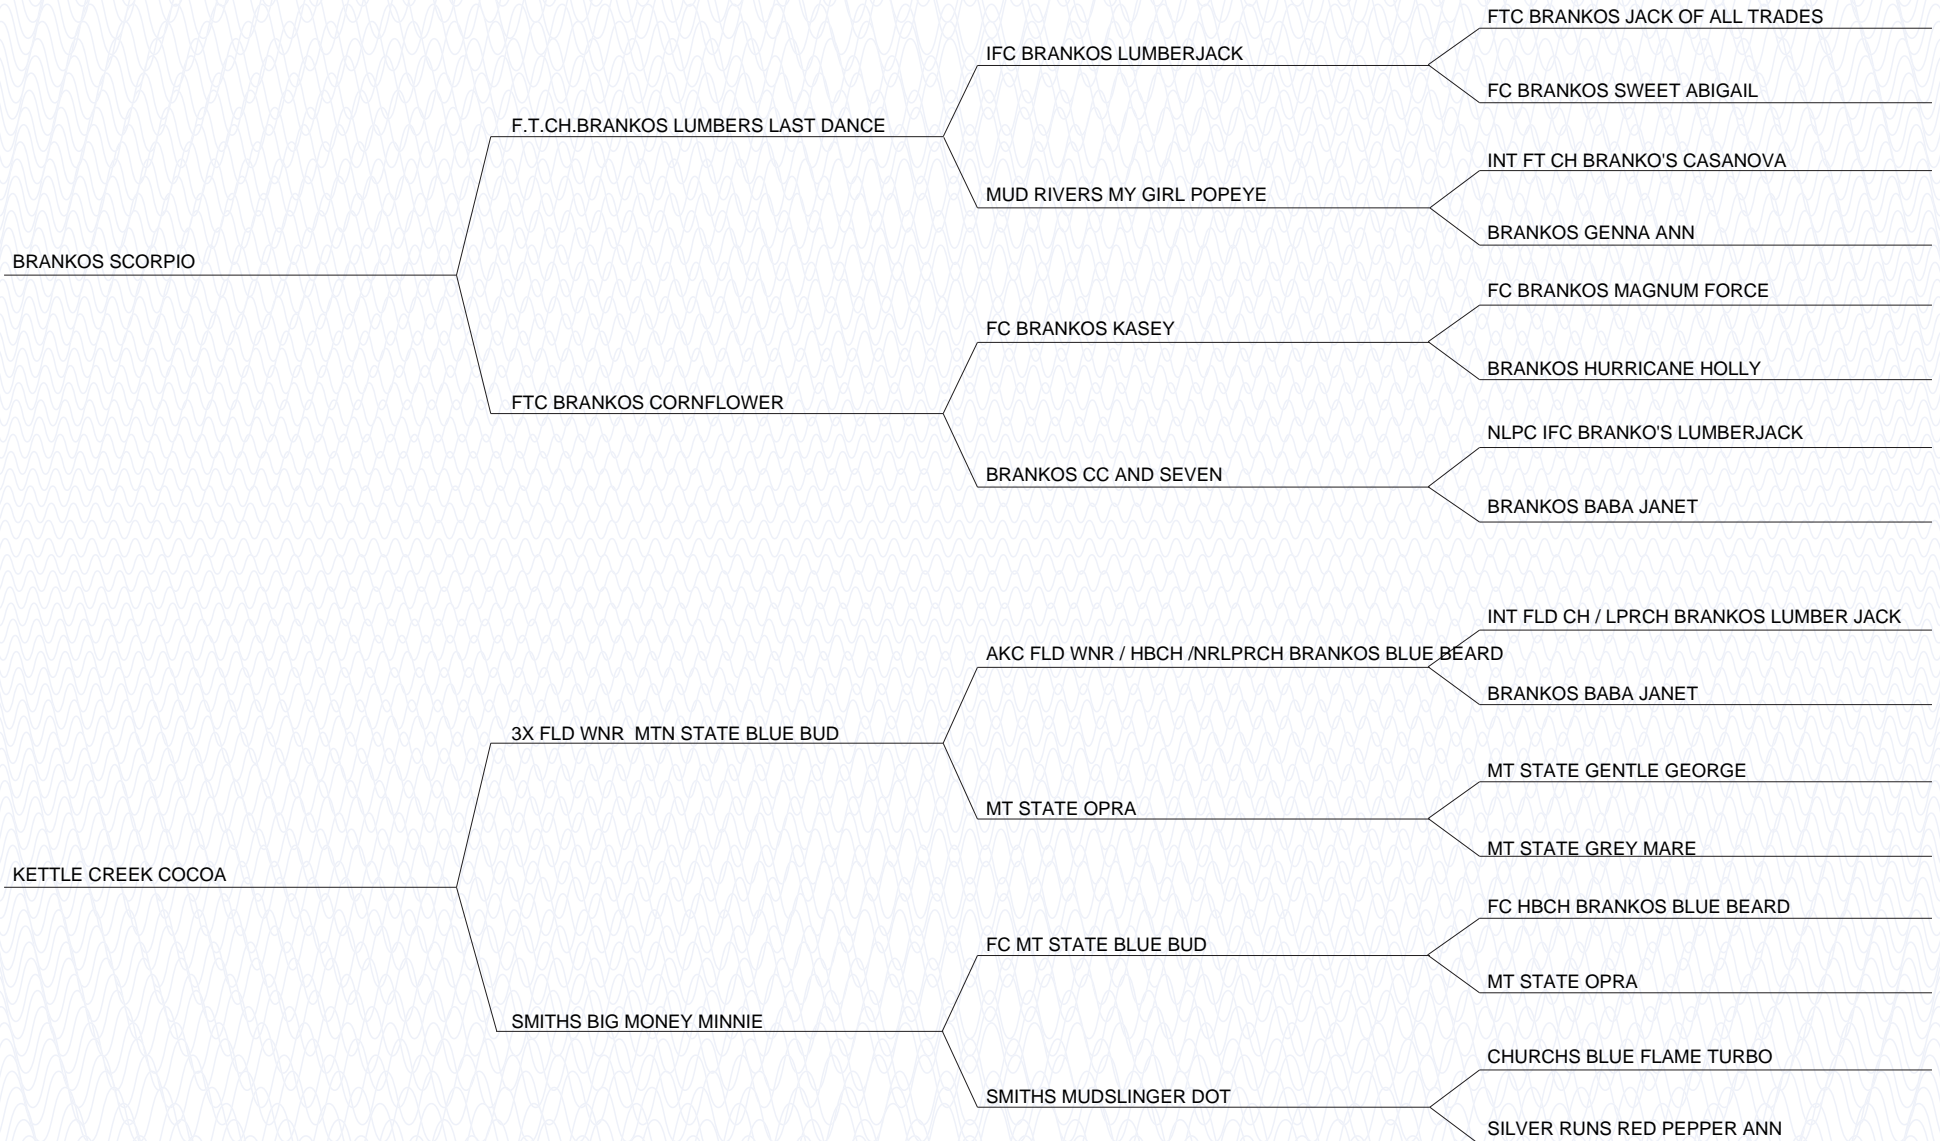 FTC BRANKOS JACK OF ALL TRADES
IFC BRANKOS LUMBERJACK
FC BRANKOS SWEET ABIGAIL
F.T.CH.BRANKOS LUMBERS LAST DANCE
INT FT CH BRANKO'S CASANOVA
MUD RIVERS MY GIRL POPEYE
BRANKOS GENNA ANN
BRANKOS SCORPIO
FC BRANKOS MAGNUM FORCE
FC BRANKOS KASEY
BRANKOS HURRICANE HOLLY
FTC BRANKOS CORNFLOWER
NLPC IFC BRANKO'S LUMBERJACK
BRANKOS CC AND SEVEN
BRANKOS BABA JANET
INT FLD CH / LPRCH BRANKOS LUMBER JACK
AKC FLD WNR / HBCH /NRLPRCH BRANKOS BLUE BEARD
BRANKOS BABA JANET
3X FLD WNR  MTN STATE BLUE BUD
MT STATE GENTLE GEORGE
MT STATE OPRA
MT STATE GREY MARE
KETTLE CREEK COCOA
FC HBCH BRANKOS BLUE BEARD
FC MT STATE BLUE BUD
MT STATE OPRA
SMITHS BIG MONEY MINNIE
CHURCHS BLUE FLAME TURBO
SMITHS MUDSLINGER DOT
SILVER RUNS RED PEPPER ANN